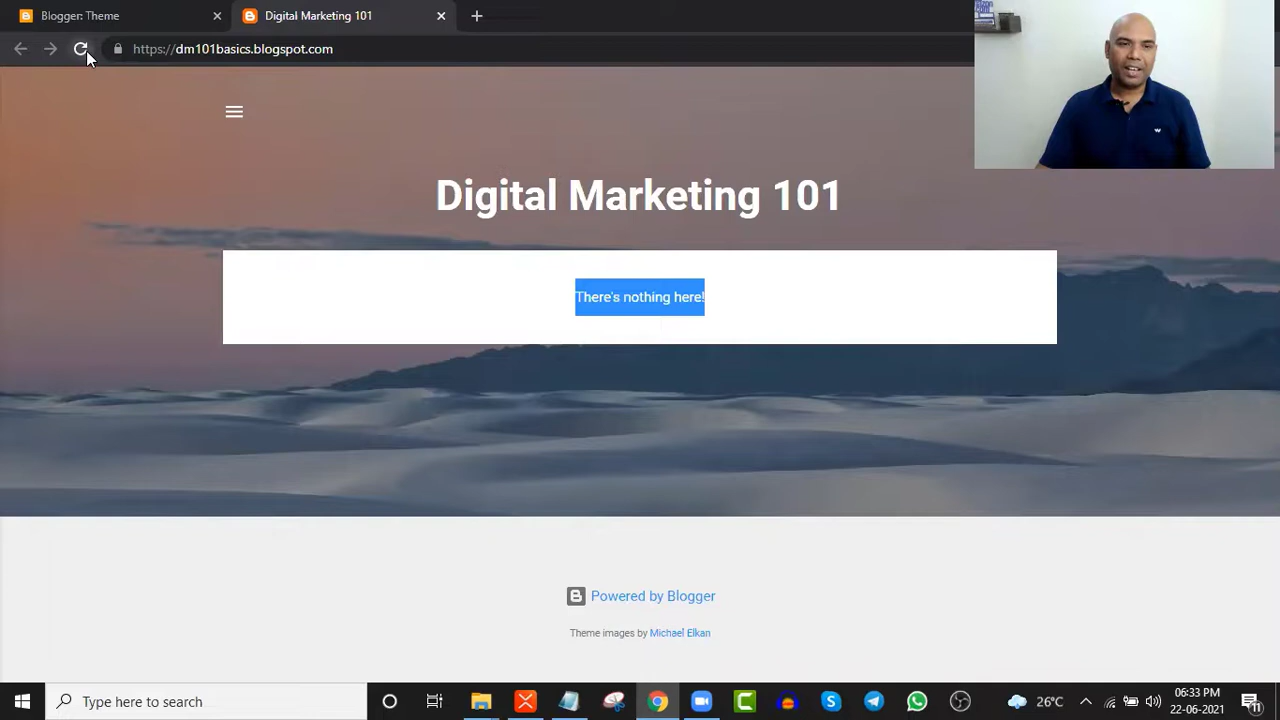 Blogger: Theme
Digital Marketing 101
https://dm101basics.blogspot.com
Digital Marketing 101
There's nothing here!
Powered by Blogger
Theme images by Michael Elkan
Type here to search
26°C
06:33 PM
22-06-2021